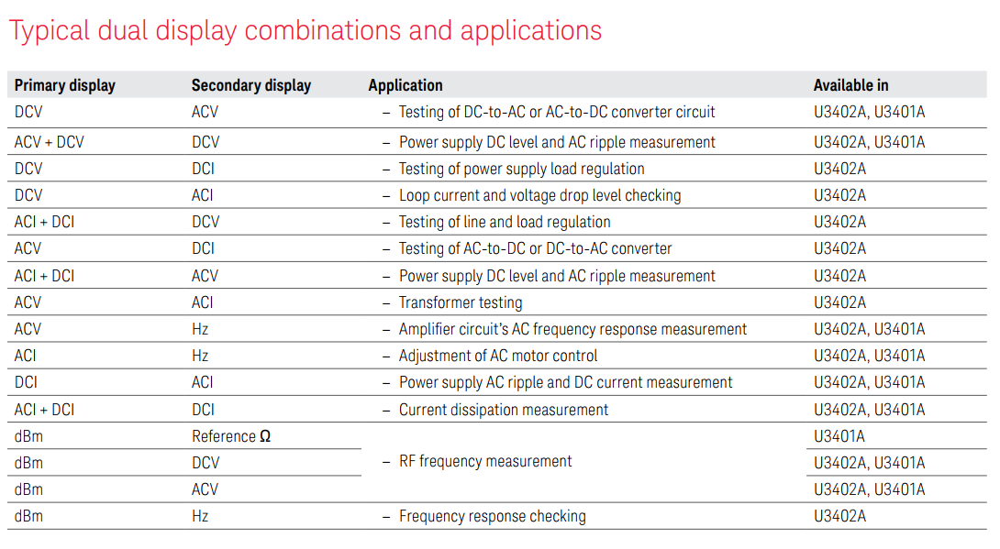 Typical dual display combinations and applications
Primary display Secondary display Application Available in
DCV ACV – Testing of DC-to-AC or AC-to-DC converter circuit U3402A, U3401A
ACV + DCV DCV – Power supply DC level and AC ripple measurement U3402A, U3401A
DCV DCI – Testing of power supply load regulation U3402A
DCV ACI – Loop current and voltage drop level checking U3402A
ACI + DCI DCV – Testing of line and load regulation U3402A
ACV DCI – Testing of AC-to-DC or DC-to-AC converter U3402A
ACI + DCI ACV – Power supply DC level and AC ripple measurement U3402A
ACV ACI – Transformer testing U3402A
ACV Hz – Amplifier circuit’s AC frequency response measurement U3402A, U3401A
ACI Hz – Adjustment of AC motor control U3402A, U3401A
DCI ACI – Power supply AC ripple and DC current measurement U3402A, U3401A
ACI + DCI DCI – Current dissipation measurement U3402A, U3401A
dBm Reference Ω U3401A
dBm DCV – RF frequency measurement U3402A, U3401A
dBm ACV U3402A, U3401A
dBm Hz – Frequency response checking U3402A